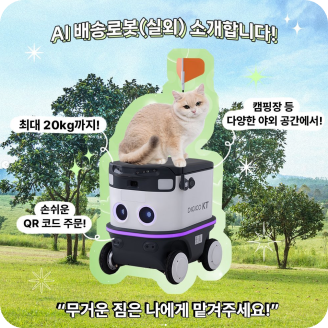 AI 배송로봇(실외) 소개합니다!
최대 20kg까지!
캠핑장 등
다양한 야외 공간에서!
손쉬운
QR 코드 주문!
KT
"무거운 짐은 나에게 맡겨주세요!"